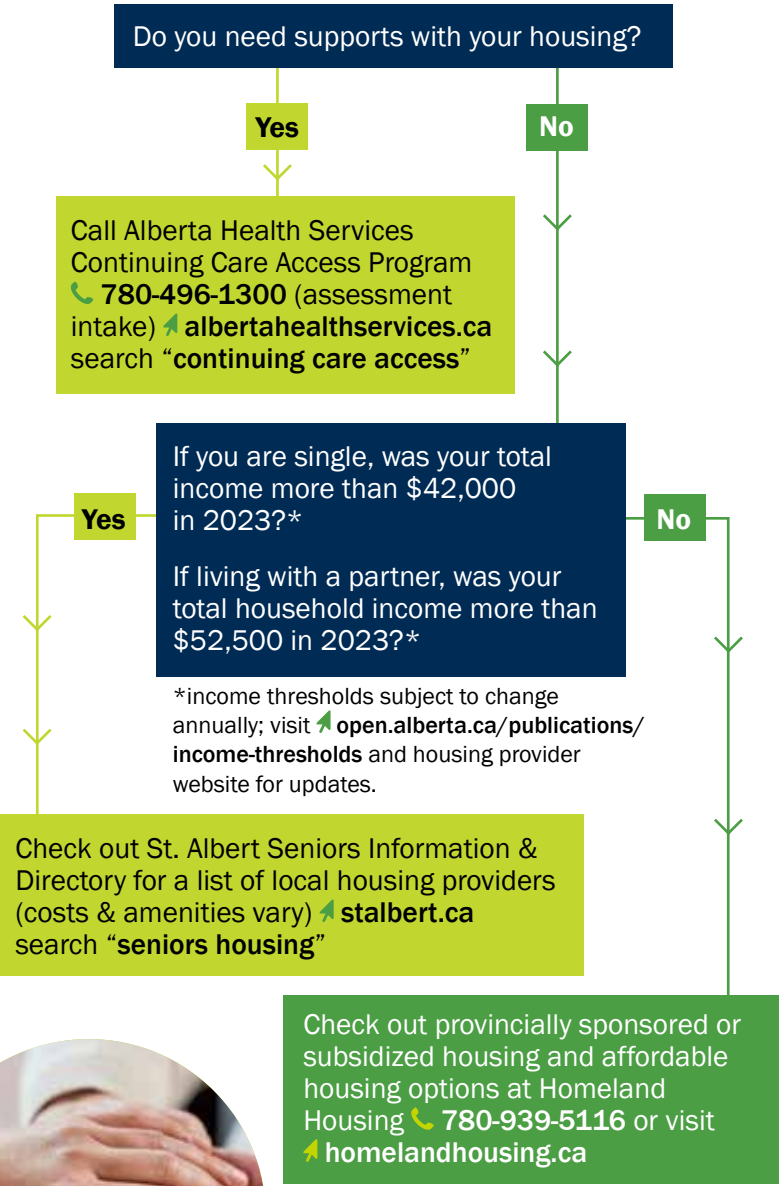 Do you need supports with your housing?
Yes
No
Call Alberta Health Services
Continuing Care Access Program
780-496-1300 (assessment
intake) albertahealthservices.ca
search “continuing care access”
If you are single, was your total
income more than $42,000
in 2023?*
If living with a partner, was your
total household income more than
$52,500 in 2023?*
Yes
No
*income thresholds subject to change
annually; visit open.alberta.ca/publications/
income-thresholds and housing provider
website for updates.
Check out St. Albert Seniors Information &
Directory for a list of local housing providers
(costs & amenities vary) stalbert.ca
search “seniors housing”
Check out provincially sponsored or
subsidized housing and affordable
housing options at Homeland
Housing 780-939-5116 or visit
homelandhousing.ca